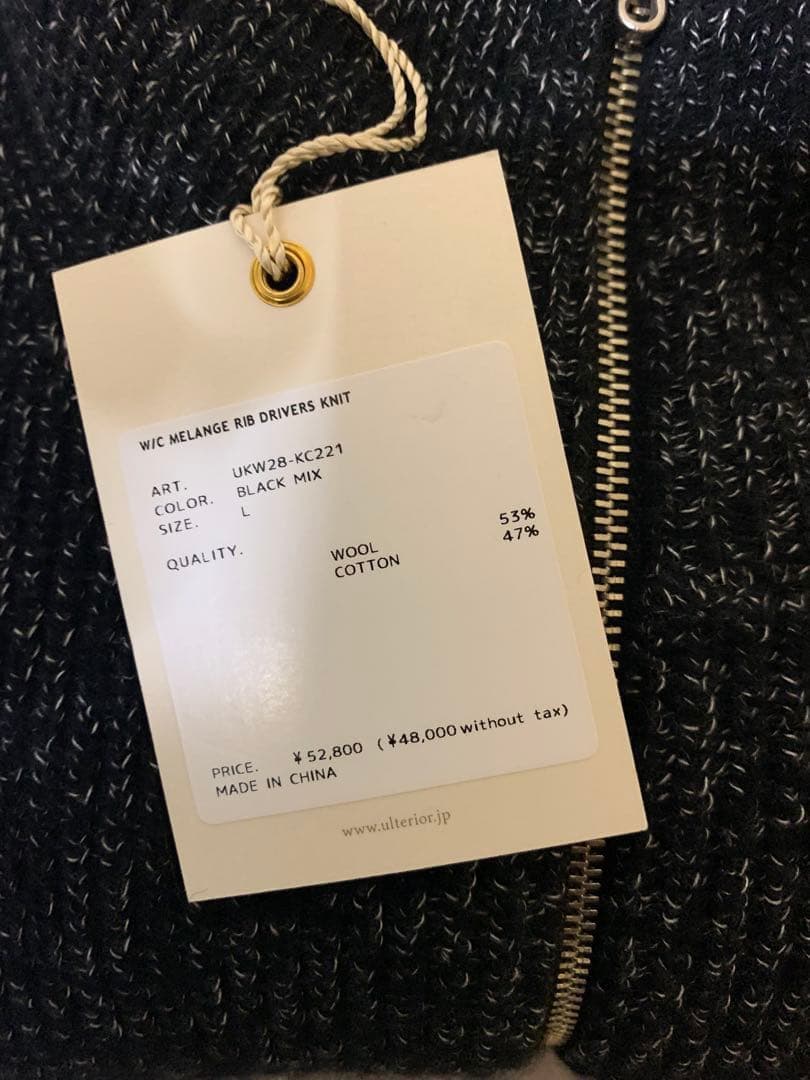 W/C MELANGE RIB DRIVERS KNIT
ART. UKW28-KC221
COLOR. BLACK MIX
SIZE. L
QUALITY. WOOL 53%
COTTON 47%
PRICE. ¥52,800 (¥48,000 without tax)
MADE IN CHINA
www.ulterior.jp